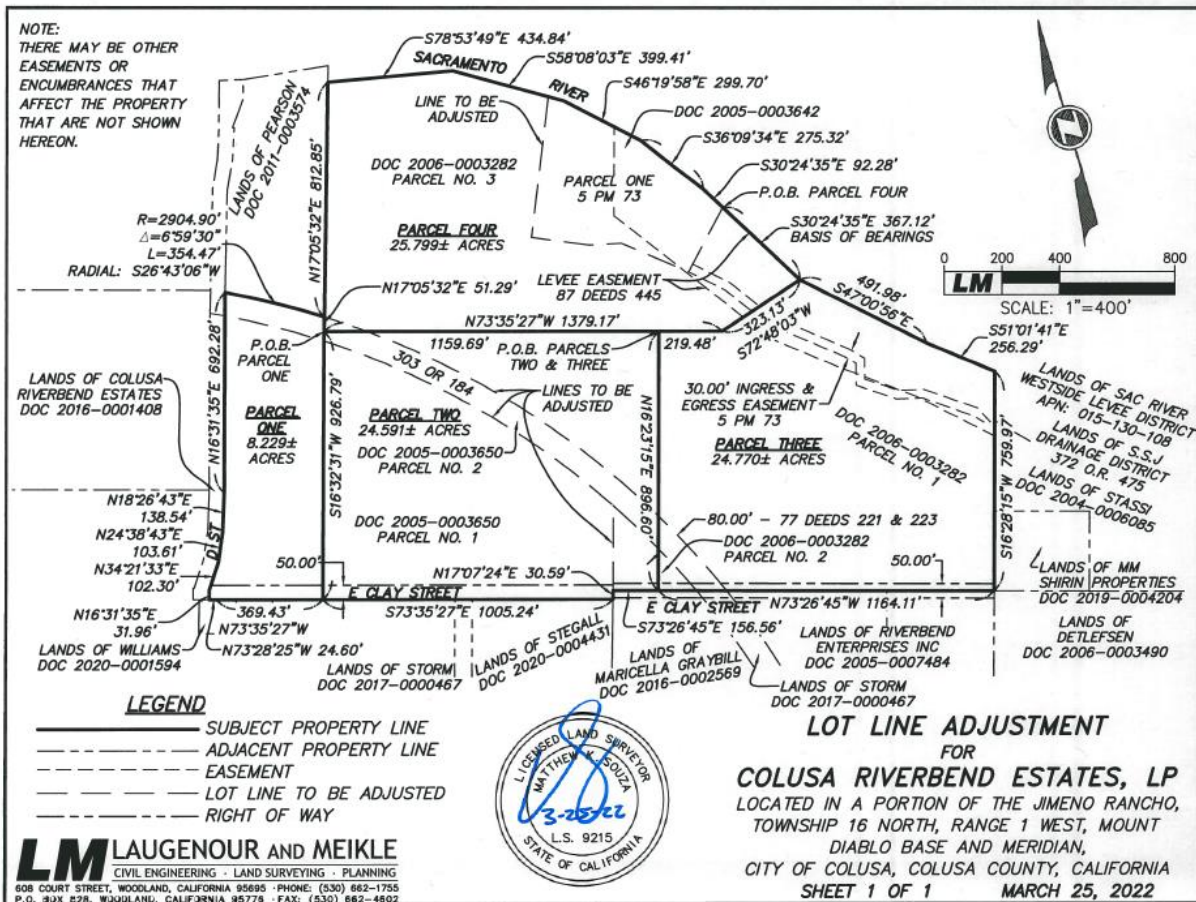 NOTE:
THERE MAY BE OTHER
EASEMENTS OR
ENCUMBRANCES THAT
AFFECT THE PROPERTY
THAT ARE NOT SHOWN
HEREON.
S78°53'49"E 434.84'
S58°08'03"E 399.41'
SACRAMENTO
RIVER
S46°19'58"E 299.70'
LINE TO BE
ADJUSTED
DOC 2005-0003642
S36°09'34"E 275.32'
S30°24'35"E 92.28'
P.O.B. PARCEL FOUR
S30°24'35"E 367.12'
BASIS OF BEARINGS
LANDS OF PEARSON
DOC 2011-0003574
N17°05'32"E 812.85'
DOC 2006-0003282
PARCEL NO. 3
PARCEL ONE
5 PM 73
PARCEL FOUR
25.799± ACRES
R=2904.90'
Δ=6°59'30"
L=354.47'
RADIAL: S26°43'06"W
LEVEE EASEMENT
87 DEEDS 445
0 200 400 800
LM
SCALE: 1"=400'
N17°05'32"E 51.29'
N73°35'27"W 1379.17'
1159.69'
219.48'
323.13'
S72°48'03"W
491.98'
S47°00'56"E
S51°01'41"E
256.29'
P.O.B.
PARCEL
ONE
P.O.B. PARCELS
TWO & THREE
303 OR 184
LINES TO BE
ADJUSTED
LANDS OF COLUSA
RIVERBEND ESTATES
DOC 2016-0001408
N16°31'35"E 692.28'
PARCEL
ONE
8.229±
ACRES
S16°32'31"W 926.79'
PARCEL TWO
24.591± ACRES
DOC 2005-0003650
PARCEL NO. 2
N16°23'15"E 896.60'
30.00' INGRESS &
EGRESS EASEMENT
5 PM 73
PARCEL THREE
24.770± ACRES
DOC 2006-0003282
PARCEL NO. 1
S16°28'15"W 759.97'
LANDS OF SAC RIVER
WESTSIDE LEVEE DISTRICT
APN: 015-130-108
LANDS OF S.S.J
DRAINAGE DISTRICT
372 O.R. 475
LANDS OF STASSI
DOC 2004-0006085
N18°26'43"E
138.54'
N24°38'43"E
103.61'
DIST
N34°21'33"E
102.30'
N16°31'35"E
31.96'
DOC 2005-0003650
PARCEL NO. 1
80.00' - 77 DEEDS 221 & 223
DOC 2006-0003282
PARCEL NO. 2
50.00'
N17°07'24"E 30.59'
50.00'
E CLAY STREET
369.43'
N73°35'27"W
S73°35'27"E 1005.24'
E CLAY STREET
N73°26'45"W 1164.11'
S73°26'45"E 156.56'
LANDS OF MM
SHIRIN PROPERTIES
DOC 2019-0004204
LANDS OF
DETLEFSEN
DOC 2006-0003490
LANDS OF WILLIAMS
DOC 2020-0001594
N73°28'25"W 24.60'
LANDS OF STORM
DOC 2017-0000467
LANDS OF STEGALL
DOC 2020-0004431
LANDS OF
MARICELLA GRAYBILL
DOC 2016-0002569
LANDS OF RIVERBEND
ENTERPRISES INC
DOC 2005-0007484
LANDS OF STORM
DOC 2017-0000467
LEGEND
SUBJECT PROPERTY LINE
ADJACENT PROPERTY LINE
EASEMENT
LOT LINE TO BE ADJUSTED
RIGHT OF WAY
LICENSED LAND SURVEYOR
MATTHEW K. SOUZA
3-25-22
L.S. 9215
STATE OF CALIFORNIA
LOT LINE ADJUSTMENT
FOR
COLUSA RIVERBEND ESTATES, LP
LOCATED IN A PORTION OF THE JIMENO RANCHO,
TOWNSHIP 16 NORTH, RANGE 1 WEST, MOUNT
DIABLO BASE AND MERIDIAN,
CITY OF COLUSA, COLUSA COUNTY, CALIFORNIA
SHEET 1 OF 1 MARCH 25, 2022
LM LAUGENOUR AND MEIKLE
CIVIL ENGINEERING · LAND SURVEYING · PLANNING
608 COURT STREET, WOODLAND, CALIFORNIA 95695 · PHONE: (530) 662-1755
P.O. BOX 828, WOODLAND, CALIFORNIA 95776 · FAX: (530) 662-4602